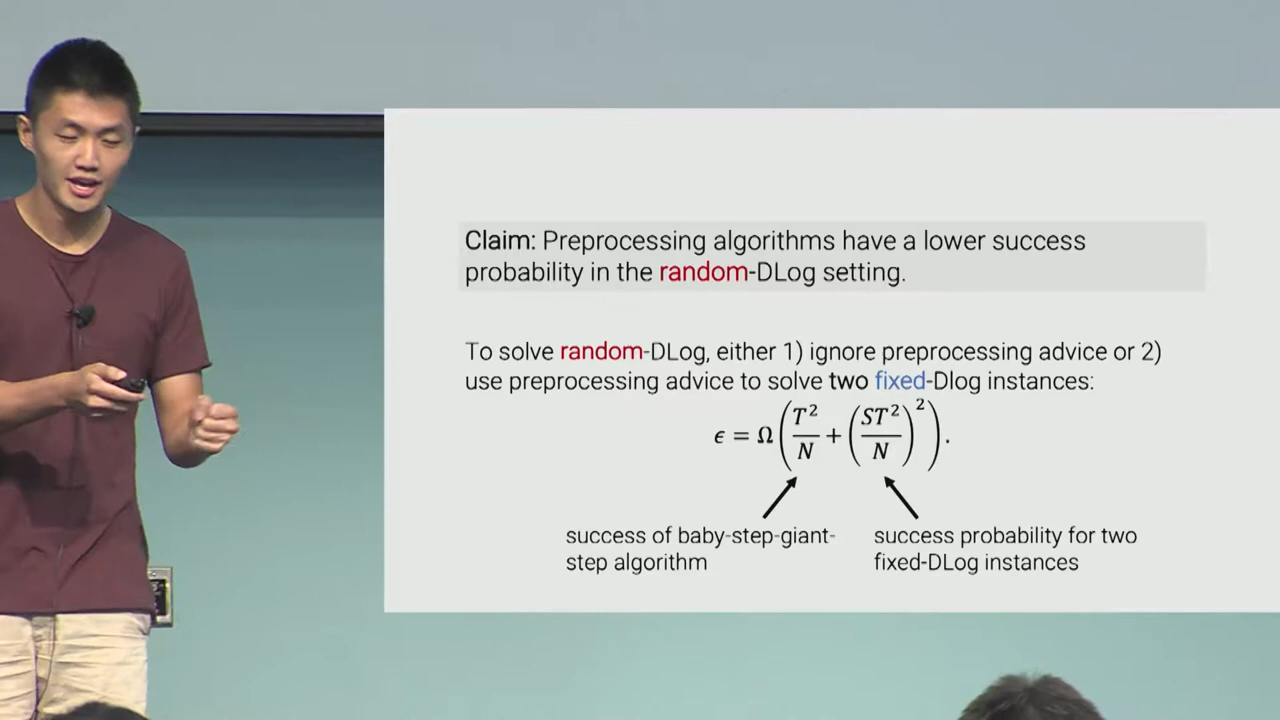 Claim: Preprocessing algorithms have a lower success
probability in the random-DLog setting.
To solve random-DLog, either 1) ignore preprocessing advice or 2)
use preprocessing advice to solve two fixed-Dlog instances:
ϵ = Ω(T²/N + (ST²/N)²).
success of baby-step-giant-
step algorithm
success probability for two
fixed-DLog instances